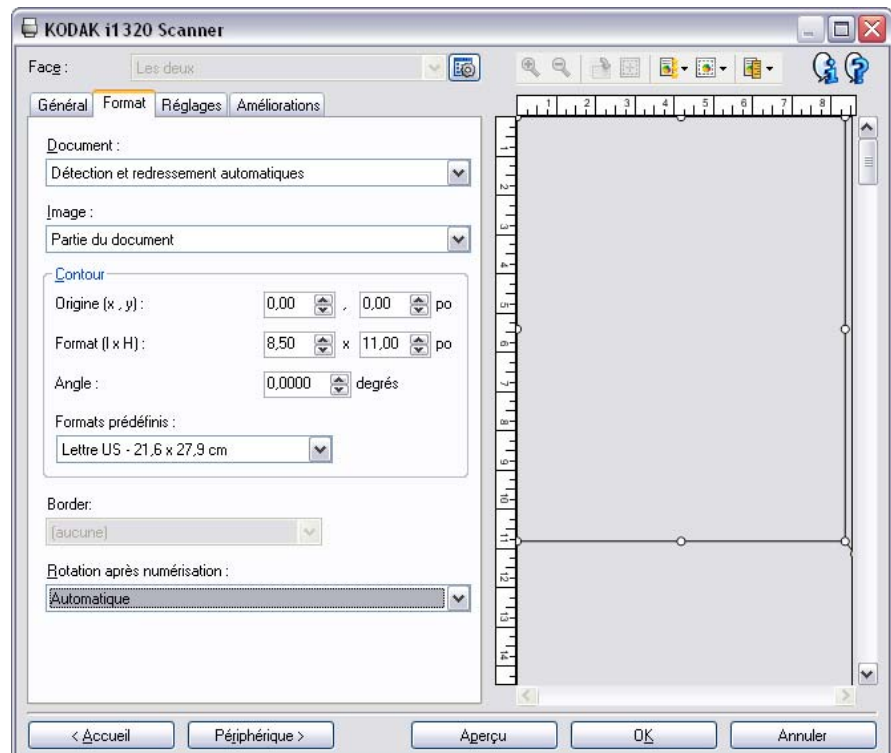 KODAK i1320 Scanner
Face :
Les deux
Général Format Réglages Améliorations
Document :
Détection et redressement automatiques
Image :
Partie du document
Contour
Origine (x , y) : 0,00 , 0,00 po
Format (l x H) : 8,50 x 11,00 po
Angle : 0,0000 degrés
Formats prédéfinis :
Lettre US - 21,6 x 27,9 cm
Border:
(aucune)
Rotation après numérisation :
Automatique
1 2 3 4 5 6 7 8
1
2
3
4
5
6
7
8
9
10
11
12
13
14
< Accueil Périphérique > Aperçu OK Annuler